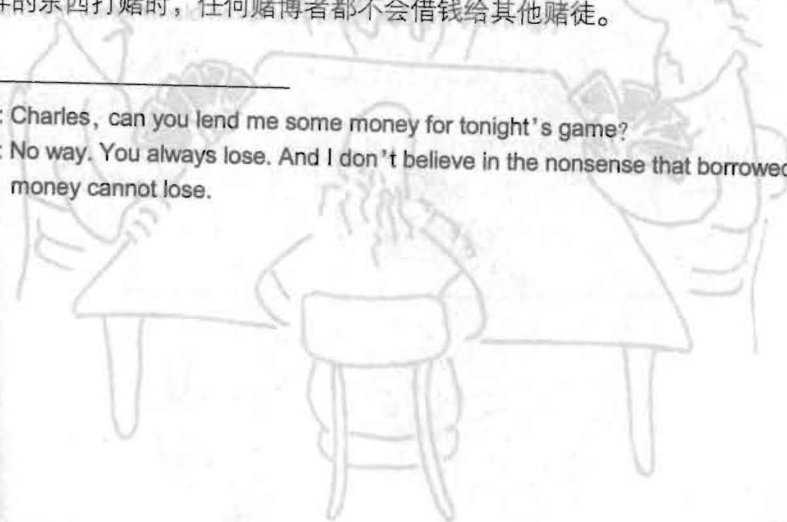 的东西打赌时，任何赌博者都不会借钱给其他赌徒。
: Charles, can you lend me some money for tonight's game?
: No way. You always lose. And I don't believe in the nonsense that borrowed
money cannot lose.